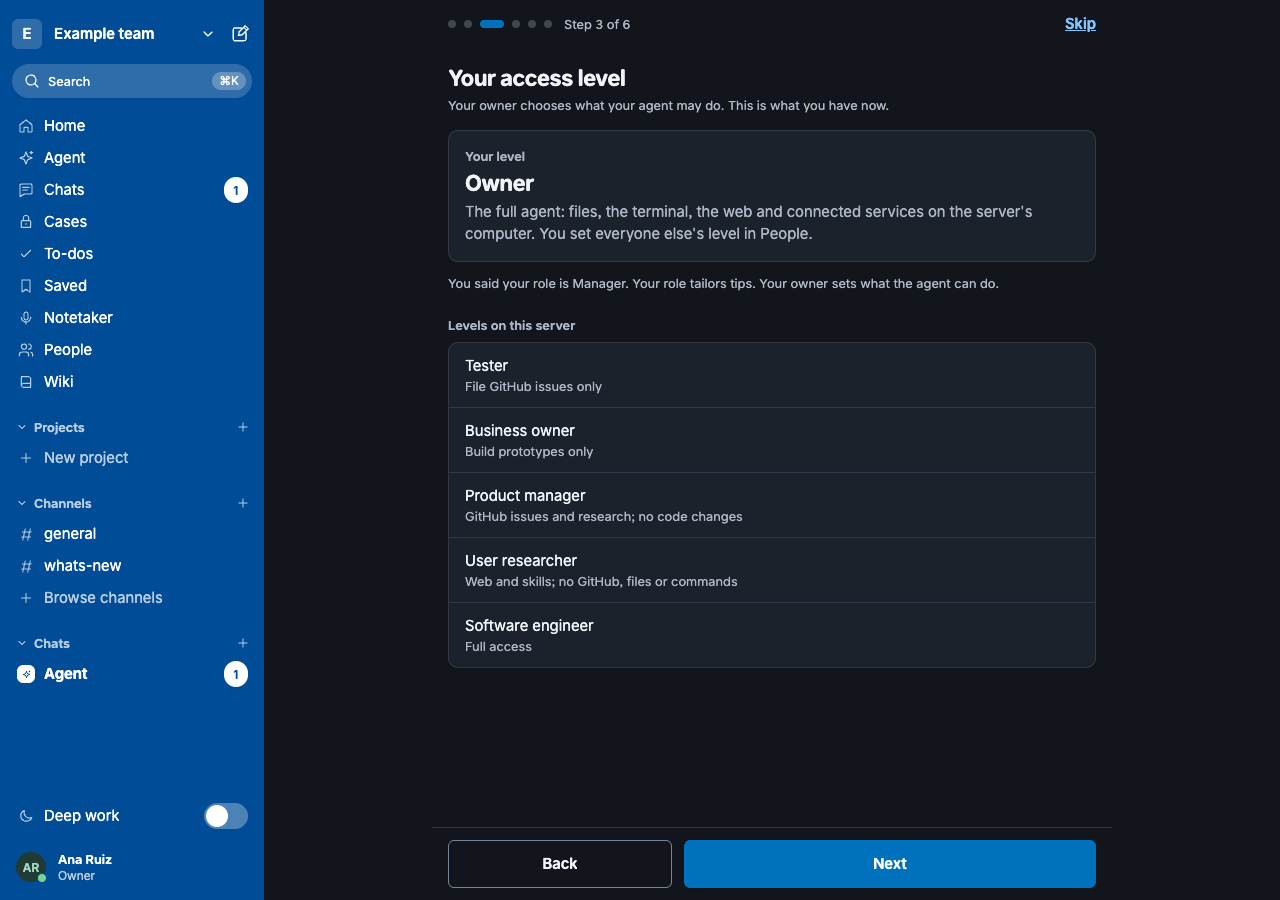 E Example team
Search ⌘K
Home
Agent
Chats 1
Cases
To-dos
Saved
Notetaker
People
Wiki
Projects
New project
Channels
# general
# whats-new
Browse channels
Chats
Agent 1
Deep work
AR Ana Ruiz
Owner
Step 3 of 6
Skip
Your access level
Your owner chooses what your agent may do. This is what you have now.
Your level
Owner
The full agent: files, the terminal, the web and connected services on the server's
computer. You set everyone else's level in People.
You said your role is Manager. Your role tailors tips. Your owner sets what the agent can do.
Levels on this server
Tester
File GitHub issues only
Business owner
Build prototypes only
Product manager
GitHub issues and research; no code changes
User researcher
Web and skills; no GitHub, files or commands
Software engineer
Full access
Back
Next